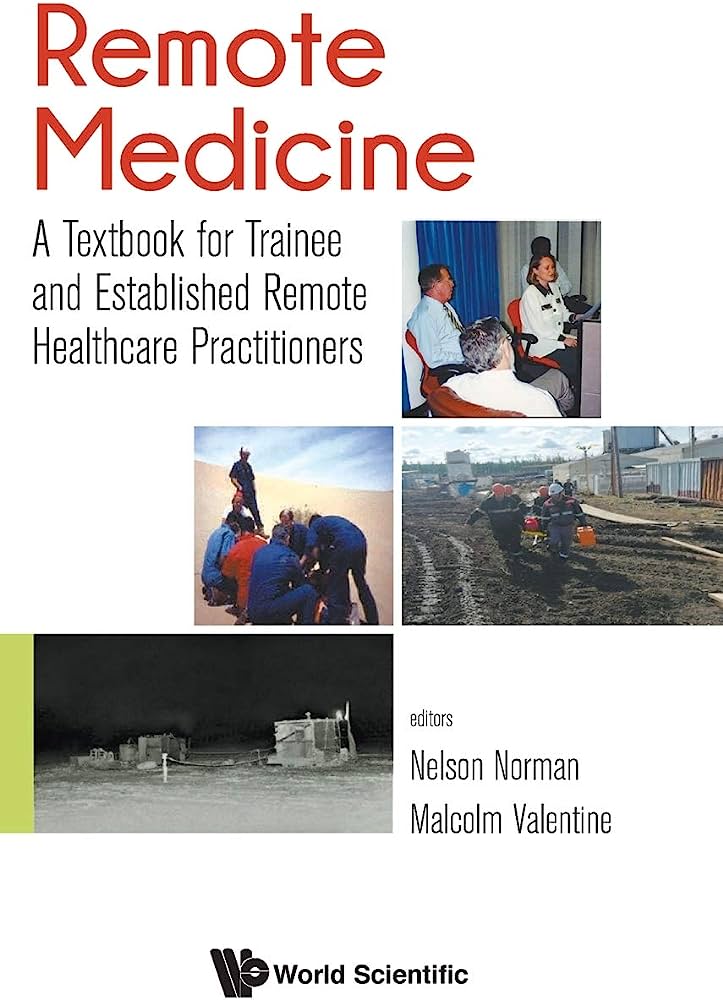 Remote
Medicine
A Textbook for Trainee
and Established Remote
Healthcare Practitioners
editors
Nelson Norman
Malcolm Valentine
World Scientific